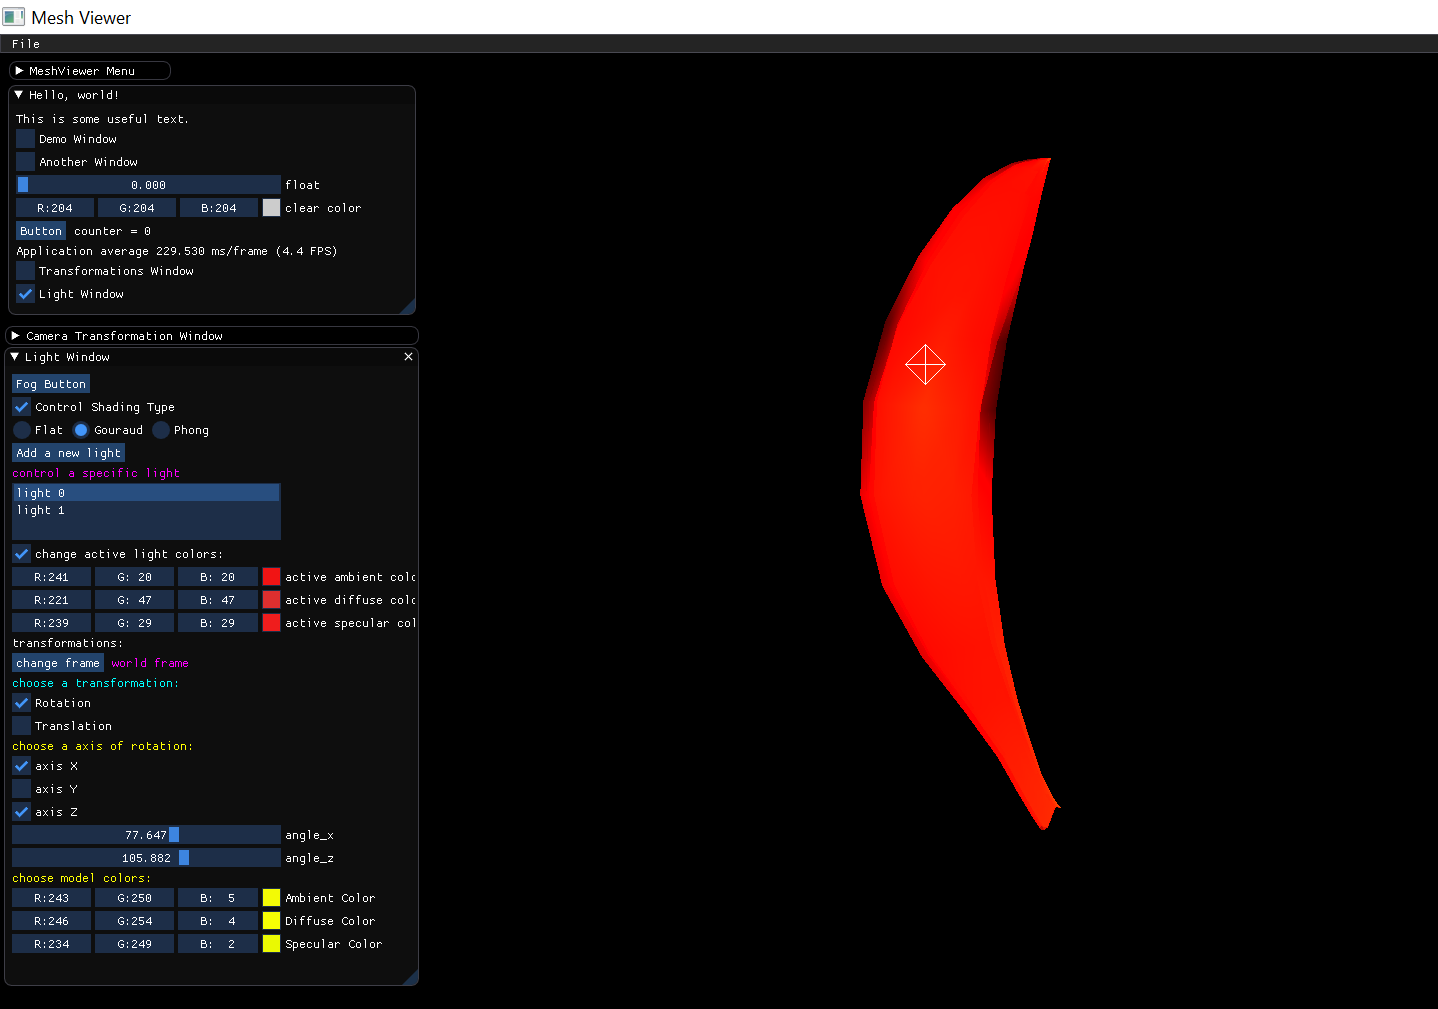 Mesh Viewer
File
MeshViewer Menu
Hello, world!
This is some useful text.
Demo Window
Another Window
0.000 float
R:204 G:204 B:204 clear color
Button counter = 0
Application average 229.530 ms/frame (4.4 FPS)
Transformations Window
Light Window
Camera Transformation Window
Light Window
Fog Button
Control Shading Type
Flat Gouraud Phong
Add a new light
control a specific light
light 0
light 1
change active light colors:
R:241 G: 20 B: 20 active ambient colo
R:221 G: 47 B: 47 active diffuse colo
R:239 G: 29 B: 29 active specular col
transformations:
change frame world frame
choose a transformation:
Rotation
Translation
choose a axis of rotation:
axis X
axis Y
axis Z
77.647 angle_x
105.882 angle_z
choose model colors:
R:243 G:250 B: 5 Ambient Color
R:246 G:254 B: 4 Diffuse Color
R:234 G:249 B: 2 Specular Color